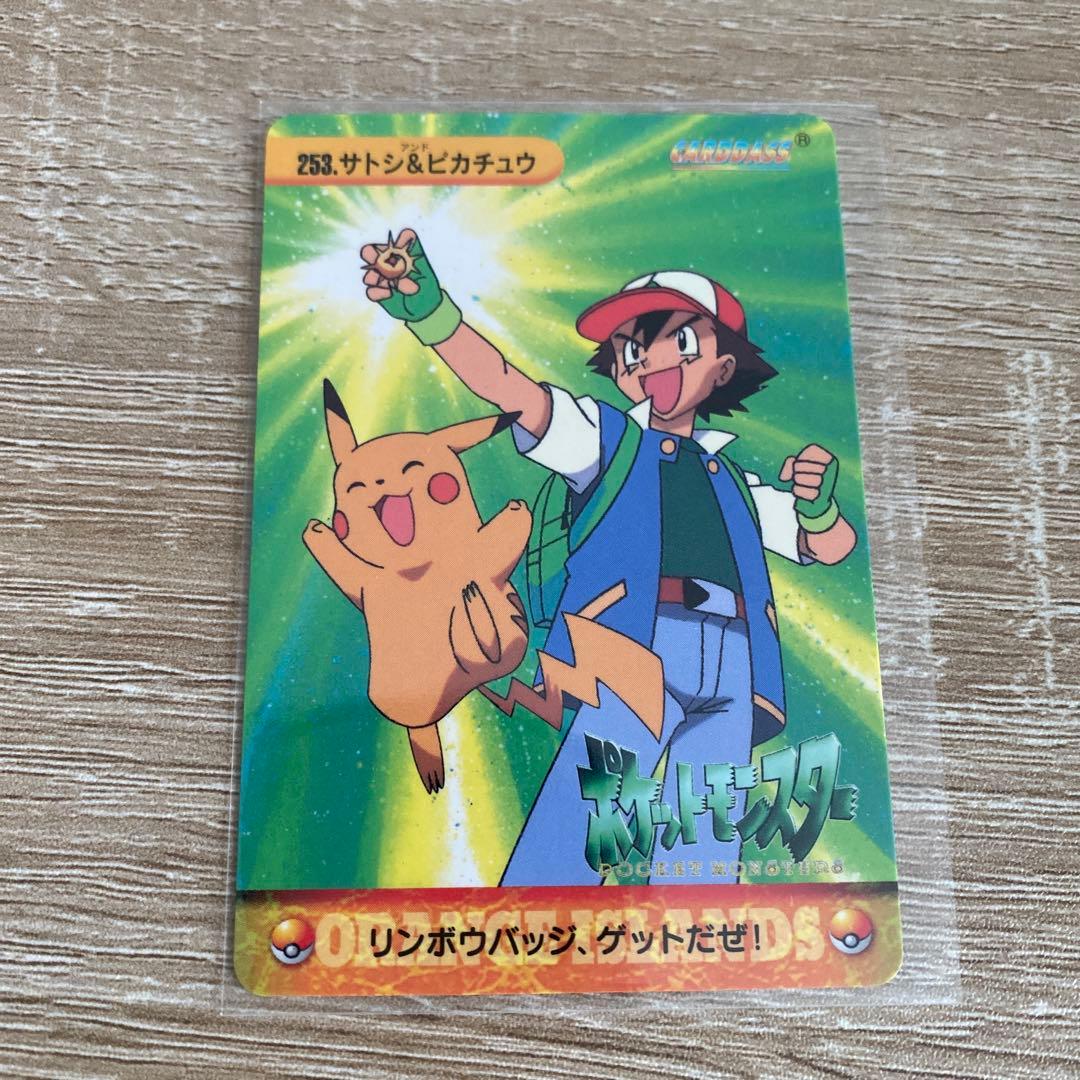 アンド
253.サトシ&ピカチュウ
CARDDASS®
ポケットモンスター
POCKET MONSTERS
ORANGE ISLANDS
リンボウバッジ、ゲットだぜ!